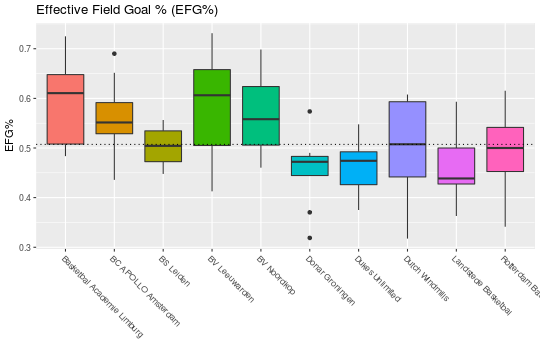 Effective Field Goal % (EFG%)
EFG%
0.7
0.6
0.5
0.4
0.3
Basketbal Academie Limburg
BC APOLLO Amsterdam
BS Leiden
BV Leeuwarden
BV Noordkop
Donar Groningen
Dukes Unlimited
Dutch Windmills
Landstede Basketbal
Rotterdam Bas